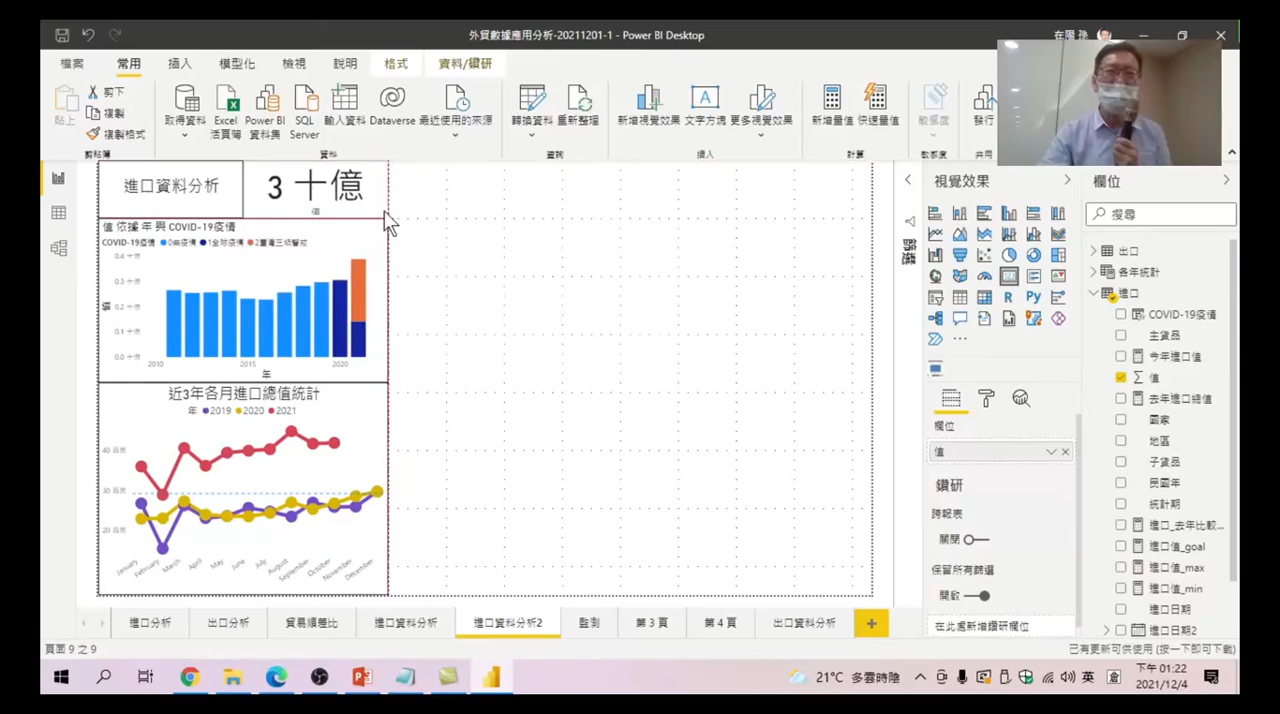 外貿數據應用分析-20211201-1 - Power BI Desktop
在陽 孫
檔案 常用 插入 模型化 檢視 說明 格式 資料/鑽研
貼上 剪下 複製 複製格式
取得資料 Excel 活頁簿 Power BI 資料集 SQL Server 輸入資料 Dataverse 最近使用的來源
轉換資料 重新整理
新增視覺效果 文字方塊 更多視覺效果
新增量值 快速量值
敏感度
發行
剪貼簿 資料 查詢 插入 計算 敏感度 共用
進口資料分析
3 十億
值
值 依據 年 與 COVID-19疫情
COVID-19疫情 0無疫情 1全球疫情 2臺灣三級警戒
0.4 十億
0.3 十億
0.2 十億
0.1 十億
0.0 十億
值
2010 2015 2020
年
近3年各月進口總值統計
年 2019 2020 2021
40 百萬
30 百萬
20 百萬
January February March April May June July August September October November December
篩選
視覺效果
R Py
欄位
值
鑽研
跨報表
關閉
保留所有篩選
開啟
在此處新增鑽研欄位
欄位
搜尋
出口
各年統計
進口
COVID-19疫情
主貨品
今年進口值
Σ 值
去年進口總值
國家
地區
子貨品
民國年
統計期
進口_去年比較...
進口值_goal
進口值_max
進口值_min
進口日期
進口日期2
進口分析 出口分析 貿易順差比 進口資料分析 進口資料分析2 監測 第 3 頁 第 4 頁 出口資料分析 +
頁面 9 之 9
已有更新可供使用 (按一下即可下載)
21°C 多雲時陰
英 倉
下午 01:22
2021/12/4